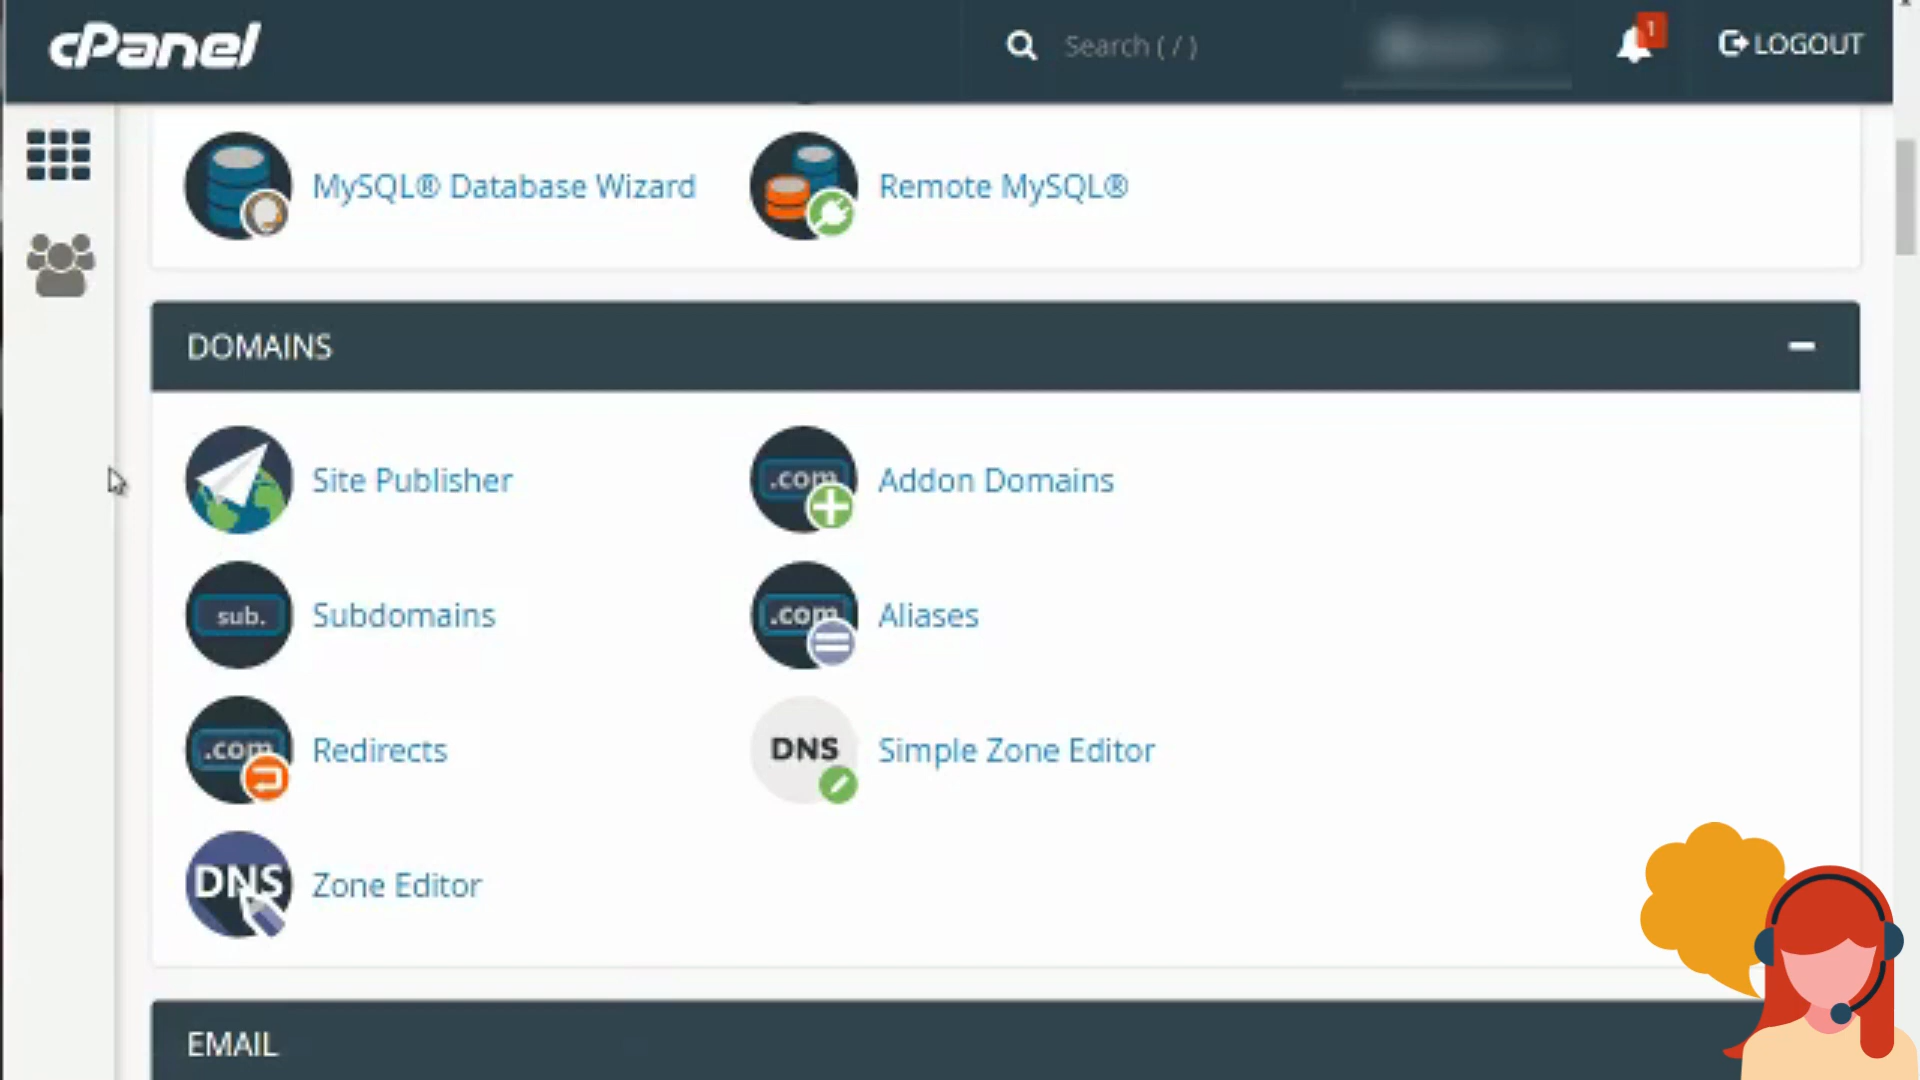 cPanel
Search ( / )
1
LOGOUT
MySQL® Database Wizard
Remote MySQL®
DOMAINS
Site Publisher
.com
Addon Domains
sub.
Subdomains
.com
Aliases
.com
Redirects
DNS
Simple Zone Editor
DNS
Zone Editor
EMAIL